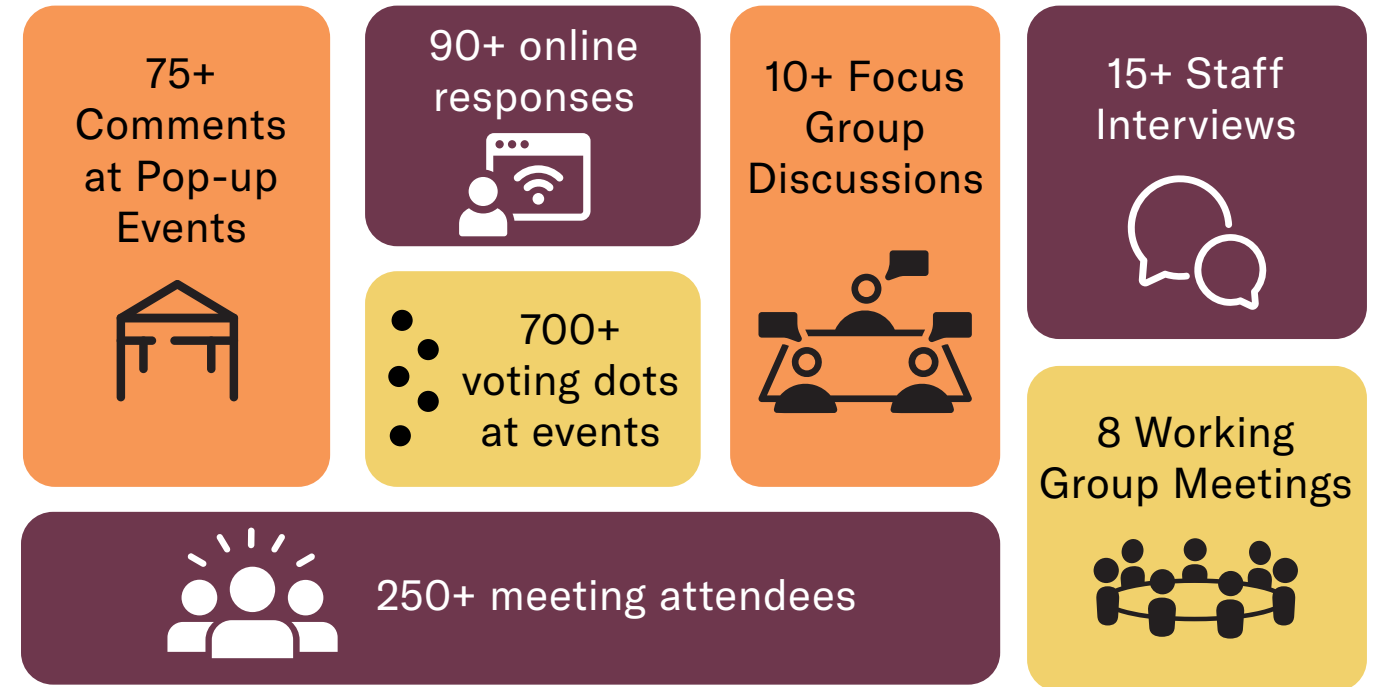 75+
Comments
at Pop-up
Events
90+ online
responses
700+
voting dots
at events
10+ Focus
Group
Discussions
15+ Staff
Interviews
8 Working
Group Meetings
250+ meeting attendees